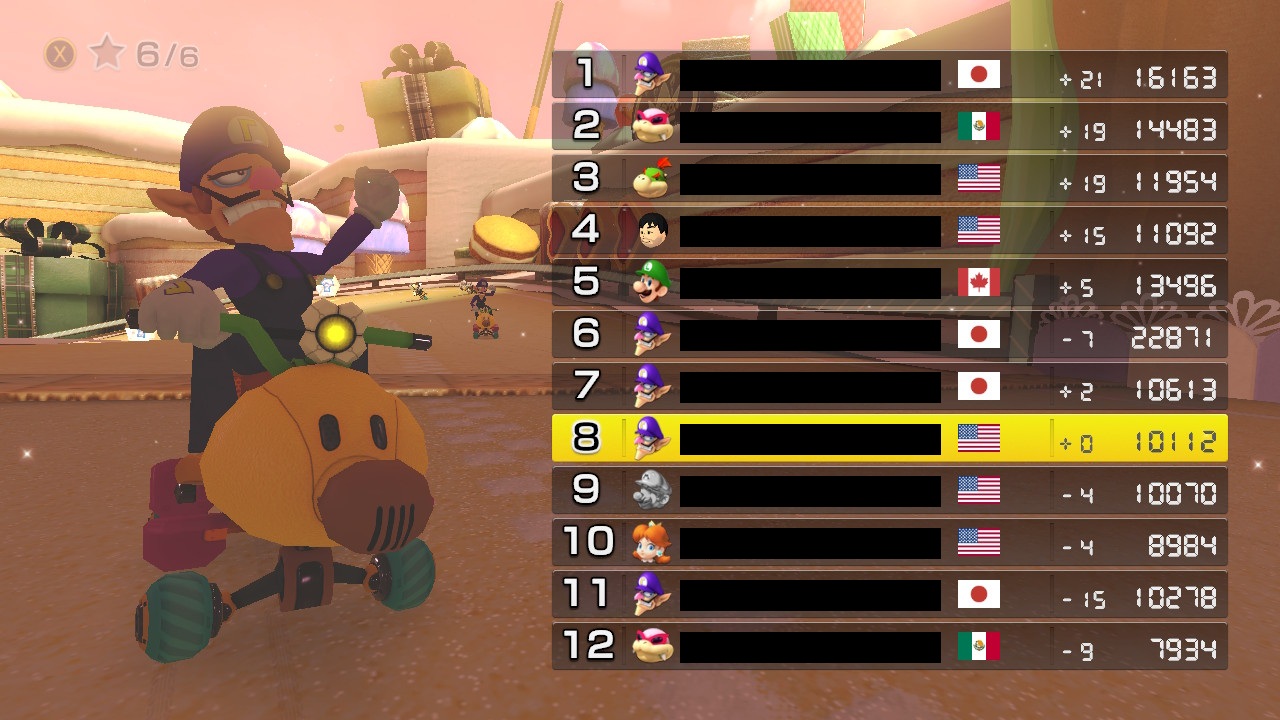 X 6/6
1 + 21 16163
2 + 19 14483
3 + 19 11954
4 + 15 11092
5 + 5 13496
6 - 7 22871
7 + 2 10613
8 + 0 10112
9 - 4 10070
10 - 4 8984
11 - 15 10278
12 - 9 7934